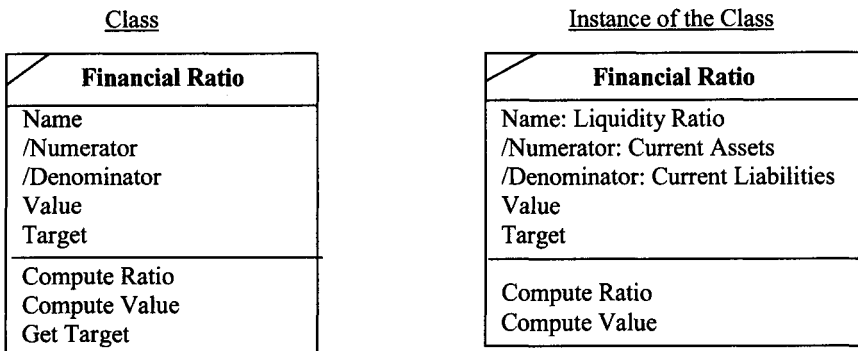 Class
Financial Ratio
Name
/Numerator
/Denominator
Value
Target
Compute Ratio
Compute Value
Get Target
Instance of the Class
Financial Ratio
Name: Liquidity Ratio
/Numerator: Current Assets
/Denominator: Current Liabilities
Value
Target
Compute Ratio
Compute Value